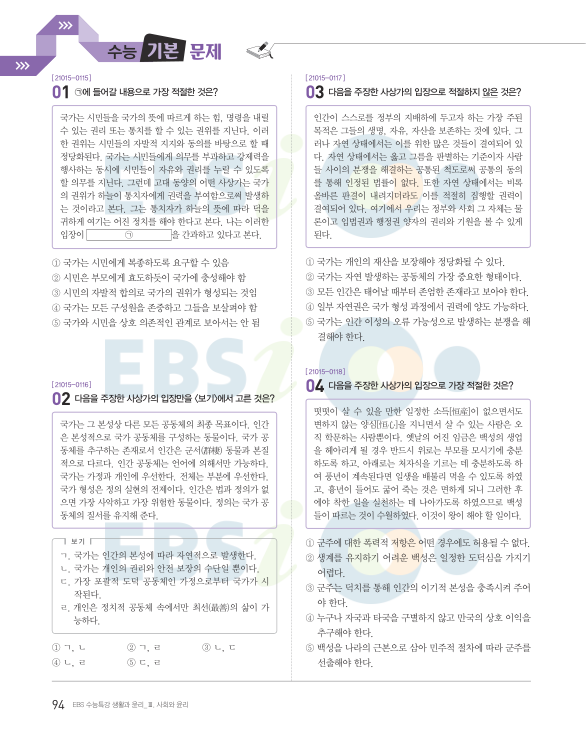 수능 기본 문제
[21015-0115]
01 ㉠에 들어갈 내용으로 가장 적절한 것은?
국가는 시민들을 국가의 뜻에 따르게 하는 힘, 명령을 내릴
수 있는 권리 또는 통치를 할 수 있는 권위를 지닌다. 이러
한 권위는 시민들의 자발적 지지와 동의를 바탕으로 할 때
정당화된다. 국가는 시민들에게 의무를 부과하고 강제력을
행사하는 동시에 시민들이 자유와 권리를 누릴 수 있도록
할 의무를 지닌다. 그런데 고대 동양의 어떤 사상가는 국가
의 권위가 하늘이 통치자에게 권력을 부여함으로써 발생하
는 것이라고 본다. 그는 통치자가 하늘의 뜻에 따라 덕을
귀하게 여기는 어진 정치를 해야 한다고 본다. 나는 이러한
입장이 ㉠ 을 간과하고 있다고 본다.
① 국가는 시민에게 복종하도록 요구할 수 있음
② 시민은 부모에게 효도하듯이 국가에 충성해야 함
③ 시민의 자발적 합의로 국가의 권위가 형성되는 것임
④ 국가는 모든 구성원을 존중하고 그들을 보살펴야 함
⑤ 국가와 시민을 상호 의존적인 관계로 보아서는 안 됨
[21015-0116]
02 다음을 주장한 사상가의 입장만을 <보기>에서 고른 것은?
국가는 그 본성상 다른 모든 공동체의 최종 목표이다. 인간
은 본성적으로 국가 공동체를 구성하는 동물이다. 국가 공
동체를 추구하는 존재로서 인간은 군서(群棲) 동물과 본질
적으로 다르다. 인간 공동체는 언어에 의해서만 가능하다.
국가는 가정과 개인에 우선한다. 전체는 부분에 우선한다.
국가 형성은 정의 실현의 전제이다. 인간은 법과 정의가 없
으면 가장 사악하고 가장 위험한 동물이다. 정의는 국가 공
동체의 질서를 유지해 준다.
보기
ㄱ. 국가는 인간의 본성에 따라 자연적으로 발생한다.
ㄴ. 국가는 개인의 권리와 안전 보장의 수단일 뿐이다.
ㄷ. 가장 포괄적 도덕 공동체인 가정으로부터 국가가 시
작된다.
ㄹ. 개인은 정치적 공동체 속에서만 최선(最善)의 삶이 가
능하다.
① ㄱ, ㄴ ② ㄱ, ㄹ ③ ㄴ, ㄷ
④ ㄴ, ㄹ ⑤ ㄷ, ㄹ
[21015-0117]
03 다음을 주장한 사상가의 입장으로 적절하지 않은 것은?
인간이 스스로를 정부의 지배하에 두고자 하는 가장 주된
목적은 그들의 생명, 자유, 자산을 보존하는 것에 있다. 그
러나 자연 상태에서는 이를 위한 많은 것들이 결여되어 있
다. 자연 상태에서는 옳고 그름을 판별하는 기준이자 사람
들 사이의 분쟁을 해결하는 공통된 척도로써 공통의 동의
를 통해 인정된 법률이 없다. 또한 자연 상태에서는 비록
올바른 판결이 내려지더라도 이를 적절히 집행할 권력이
결여되어 있다. 여기에서 우리는 정부와 사회 그 자체는 물
론이고 입법권과 행정권 양자의 권리와 기원을 볼 수 있게
된다.
① 국가는 개인의 재산을 보장해야 정당화될 수 있다.
② 국가는 자연 발생하는 공동체의 가장 중요한 형태이다.
③ 모든 인간은 태어날 때부터 존엄한 존재라고 보아야 한다.
④ 일부 자연권은 국가 형성 과정에서 권력에 양도 가능하다.
⑤ 국가는 인간 이성의 오류 가능성으로 발생하는 분쟁을 해
결해야 한다.
[21015-0118]
04 다음을 주장한 사상가의 입장으로 가장 적절한 것은?
떳떳이 살 수 있을 만한 일정한 소득[恒産]이 없으면서도
변하지 않는 양심[恒心]을 지니면서 살 수 있는 사람은 오
직 학문하는 사람뿐이다. 옛날의 어진 임금은 백성의 생업
을 헤아리게 될 경우 반드시 위로는 부모를 모시기에 충분
하도록 하고, 아래로는 처자식을 기르는 데 충분하도록 하
여 풍년이 계속된다면 일생을 배불리 먹을 수 있도록 하였
고, 흉년이 들어도 굶어 죽는 것은 면하게 되니 그러한 후
에야 착한 일을 실천하는 데 나아가도록 하였으므로 백성
들이 따르는 것이 수월하였다. 이것이 왕이 해야 할 일이다.
① 군주에 대한 폭력적 저항은 어떤 경우에도 허용될 수 없다.
② 생계를 유지하기 어려운 백성은 일정한 도덕심을 가지기
어렵다.
③ 군주는 덕치를 통해 인간의 이기적 본성을 충족시켜 주어
야 한다.
④ 누구나 자국과 타국을 구별하지 않고 만국의 상호 이익을
추구해야 한다.
⑤ 백성을 나라의 근본으로 삼아 민주적 절차에 따라 군주를
선출해야 한다.
94 EBS 수능특강 생활과 윤리_ Ⅲ. 사회와 윤리
EBSi
EBSi
EBSi